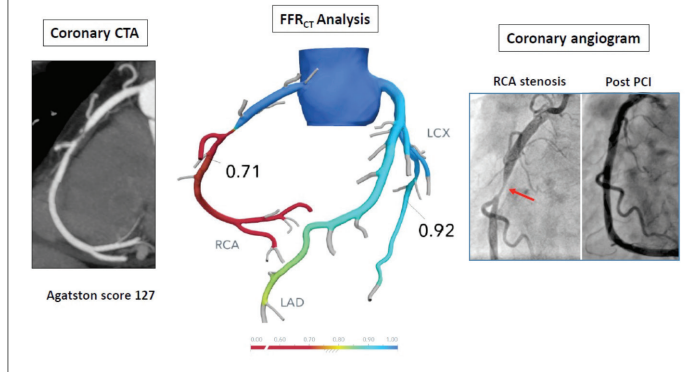 Coronary CTA
FFRCT Analysis
Coronary angiogram
RCA stenosis
Post PCI
LCX
0.71
0.92
RCA
LAD
Agatston score 127
0.00 0.60 0.70 0.80 0.90 1.00